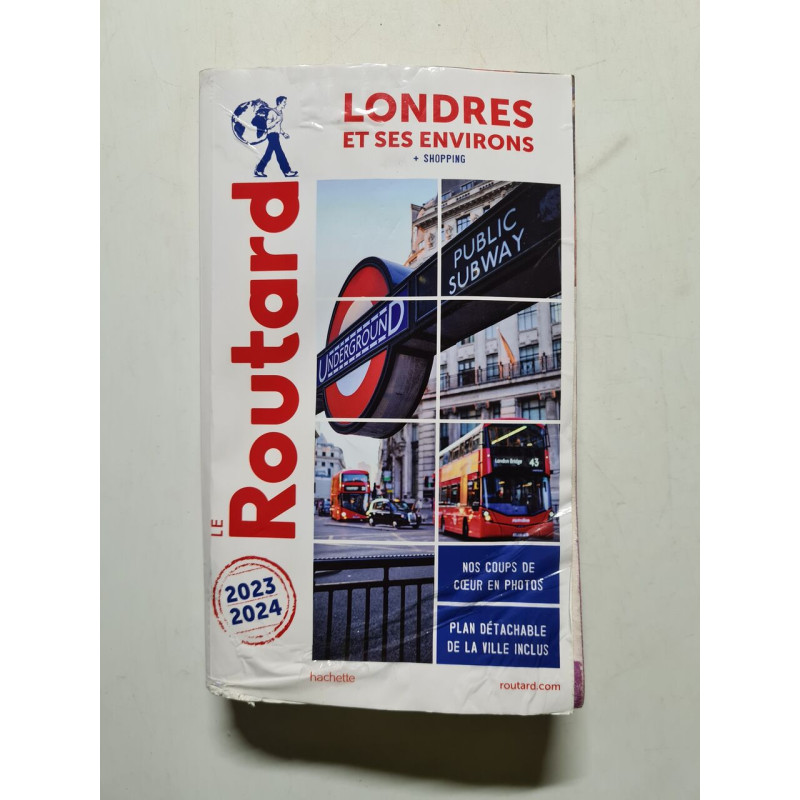 LONDRES
ET SES ENVIRONS
+ SHOPPING
LE Routard
PUBLIC
SUBWAY
UNDERGROUND
London Bridge 43
2023
2024
NOS COUPS DE
CŒUR EN PHOTOS
PLAN DÉTACHABLE
DE LA VILLE INCLUS
hachette
routard.com